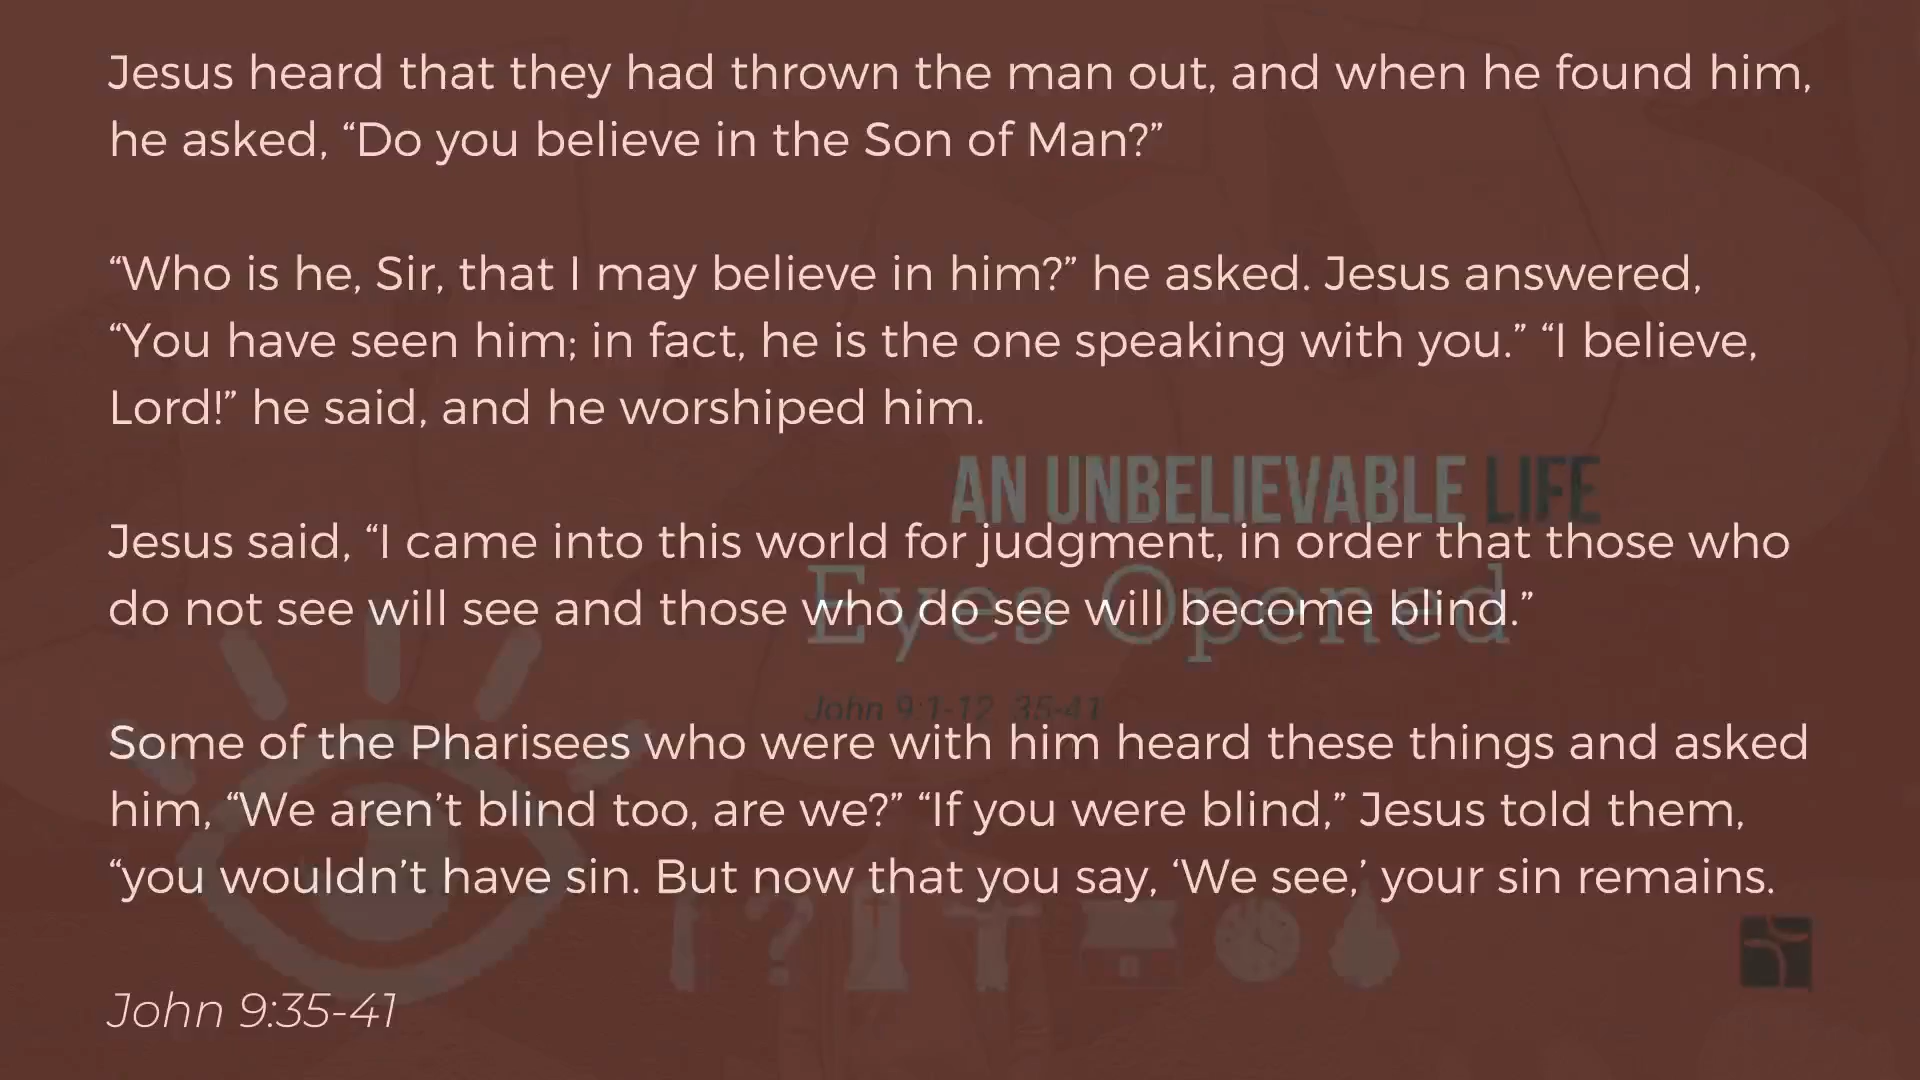 Jesus heard that they had thrown the man out, and when he found him,
he asked, “Do you believe in the Son of Man?”
“Who is he, Sir, that I may believe in him?” he asked. Jesus answered,
“You have seen him; in fact, he is the one speaking with you.” “I believe,
Lord!” he said, and he worshiped him.
AN UNBELIEVABLE LIFE
Jesus said, “I came into this world for judgment, in order that those who
do not see will see and those who do see will become blind.”
Eyes Opened
John 9:1-12, 35-41
Some of the Pharisees who were with him heard these things and asked
him, “We aren’t blind too, are we?” “If you were blind,” Jesus told them,
“you wouldn’t have sin. But now that you say, ‘We see,’ your sin remains.
John 9:35-41